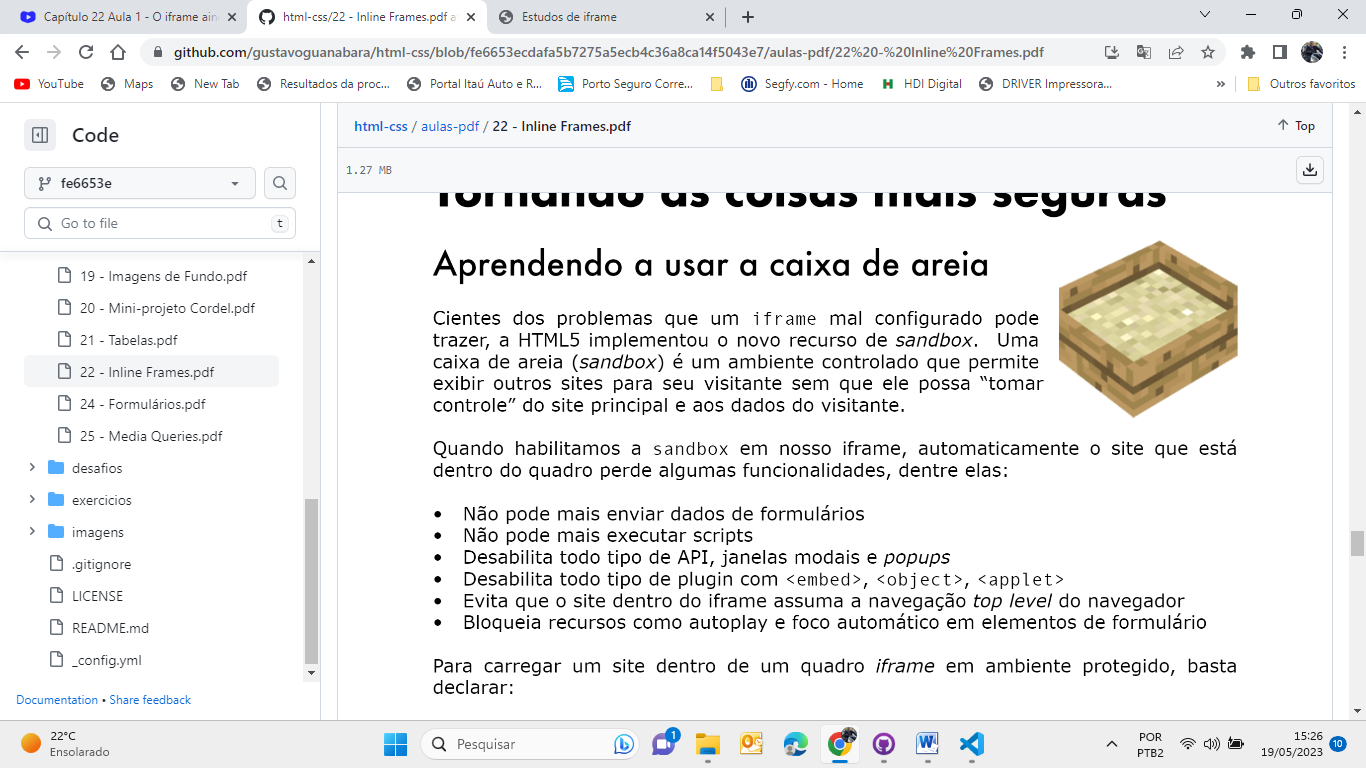 Capítulo 22 Aula 1 - O iframe ain
html-css/22 - Inline Frames.pdf a
Estudos de iframe
github.com/gustavoguanabara/html-css/blob/fe6653ecdafa5b7275a5ecb4c36a8ca14f5043e7/aulas-pdf/22%20-%20Inline%20Frames.pdf
YouTube
Maps
New Tab
Resultados da proc...
Portal Itaú Auto e R...
Porto Seguro Corre...
Segfy.com - Home
HDI Digital
DRIVER Impressora...
»
Outros favoritos
Code
fe6653e
Go to file
t
19 - Imagens de Fundo.pdf
20 - Mini-projeto Cordel.pdf
21 - Tabelas.pdf
22 - Inline Frames.pdf
24 - Formulários.pdf
25 - Media Queries.pdf
desafios
exercicios
imagens
.gitignore
LICENSE
README.md
_config.yml
Documentation • Share feedback
html-css / aulas-pdf / 22 - Inline Frames.pdf
Top
1.27 MB
Tornando as coisas mais seguras
Aprendendo a usar a caixa de areia
Cientes dos problemas que um iframe mal configurado pode
trazer, a HTML5 implementou o novo recurso de sandbox. Uma
caixa de areia (sandbox) é um ambiente controlado que permite
exibir outros sites para seu visitante sem que ele possa “tomar
controle” do site principal e aos dados do visitante.
Quando habilitamos a sandbox em nosso iframe, automaticamente o site que está
dentro do quadro perde algumas funcionalidades, dentre elas:
• Não pode mais enviar dados de formulários
• Não pode mais executar scripts
• Desabilita todo tipo de API, janelas modais e popups
• Desabilita todo tipo de plugin com <embed>, <object>, <applet>
• Evita que o site dentro do iframe assuma a navegação top level do navegador
• Bloqueia recursos como autoplay e foco automático em elementos de formulário
Para carregar um site dentro de um quadro iframe em ambiente protegido, basta
declarar:
22°C
Ensolarado
Pesquisar
1
POR
PTB2
15:26
19/05/2023
10